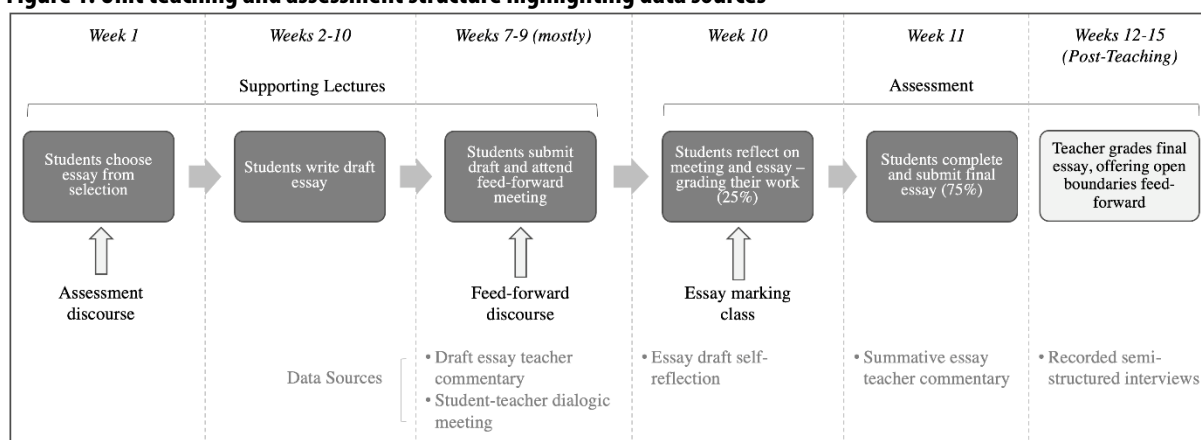 Figure 1: Unit teaching and assessment structure highlighting data sources
Week 1
Weeks 2-10
Weeks 7-9 (mostly)
Week 10
Week 11
Weeks 12-15
(Post-Teaching)
Supporting Lectures
Assessment
Students choose
essay from
selection
Students write draft
essay
Students submit
draft and attend
feed-forward
meeting
Students reflect on
meeting and essay –
grading their work
(25%)
Students complete
and submit final
essay (75%)
Teacher grades final
essay, offering open
boundaries feed-
forward
Assessment
discourse
Feed-forward
discourse
Essay marking
class
Data Sources
• Draft essay teacher
commentary
• Student-teacher dialogic
meeting
• Essay draft self-
reflection
• Summative essay
teacher commentary
• Recorded semi-
structured interviews